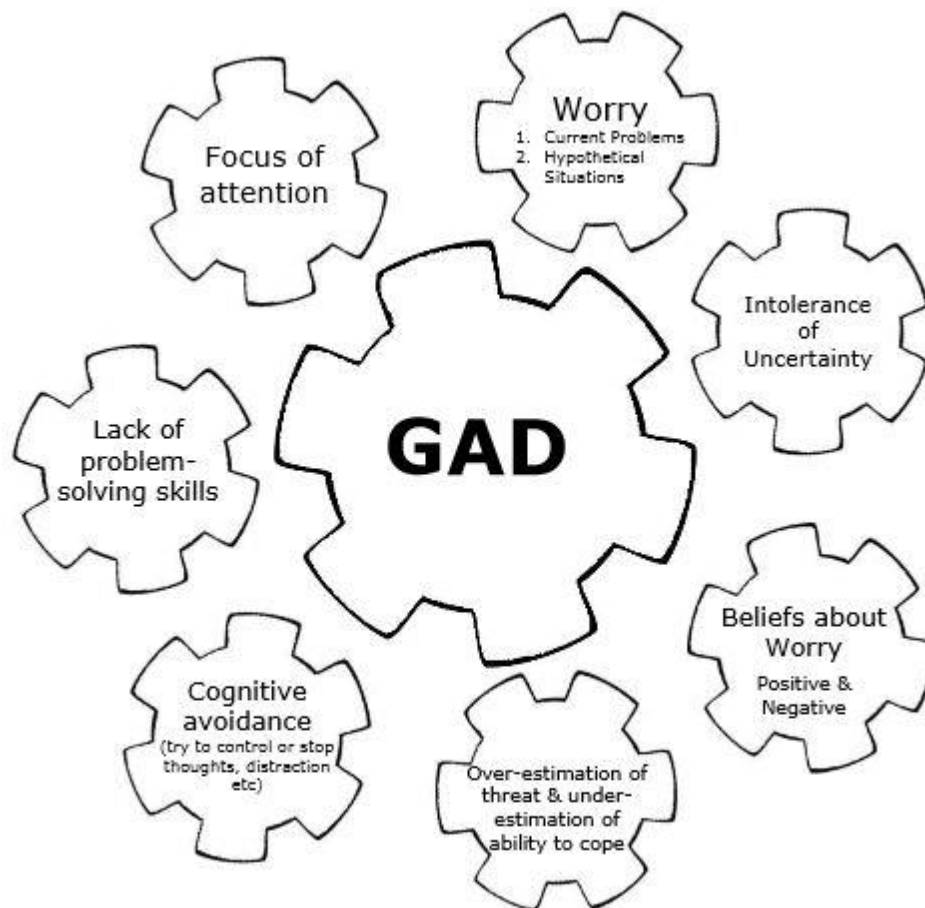 Worry
1. Current Problems
2. Hypothetical
Situations
Focus of
attention
Intolerance
of
Uncertainty
GAD
Lack of
problem-
solving skills
Beliefs about
Worry
Positive &
Negative
Cognitive
avoidance
(try to control or stop
thoughts, distraction
etc)
Over-estimation of
threat & under-
estimation of
ability to cope